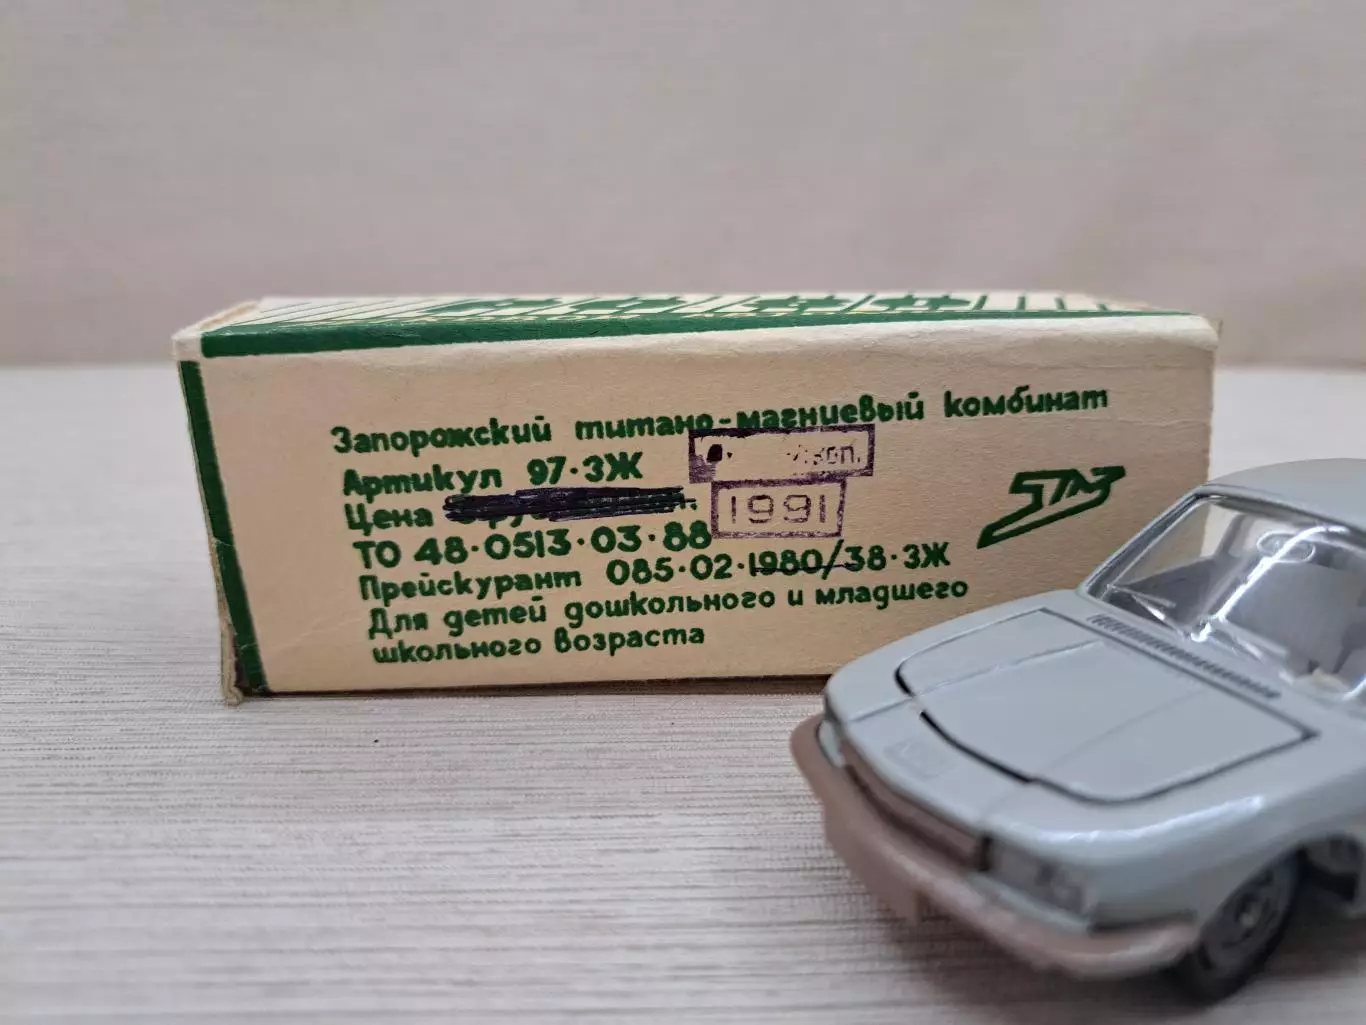 Запорожский титано-магниевый комбинат
Артикул 97·3Ж
коп.
Цена
1991
ТО 48·0513·03·88
Прейскурант 085·02·1980/38·3Ж
Для детей дошкольного и младшего
школьного возраста